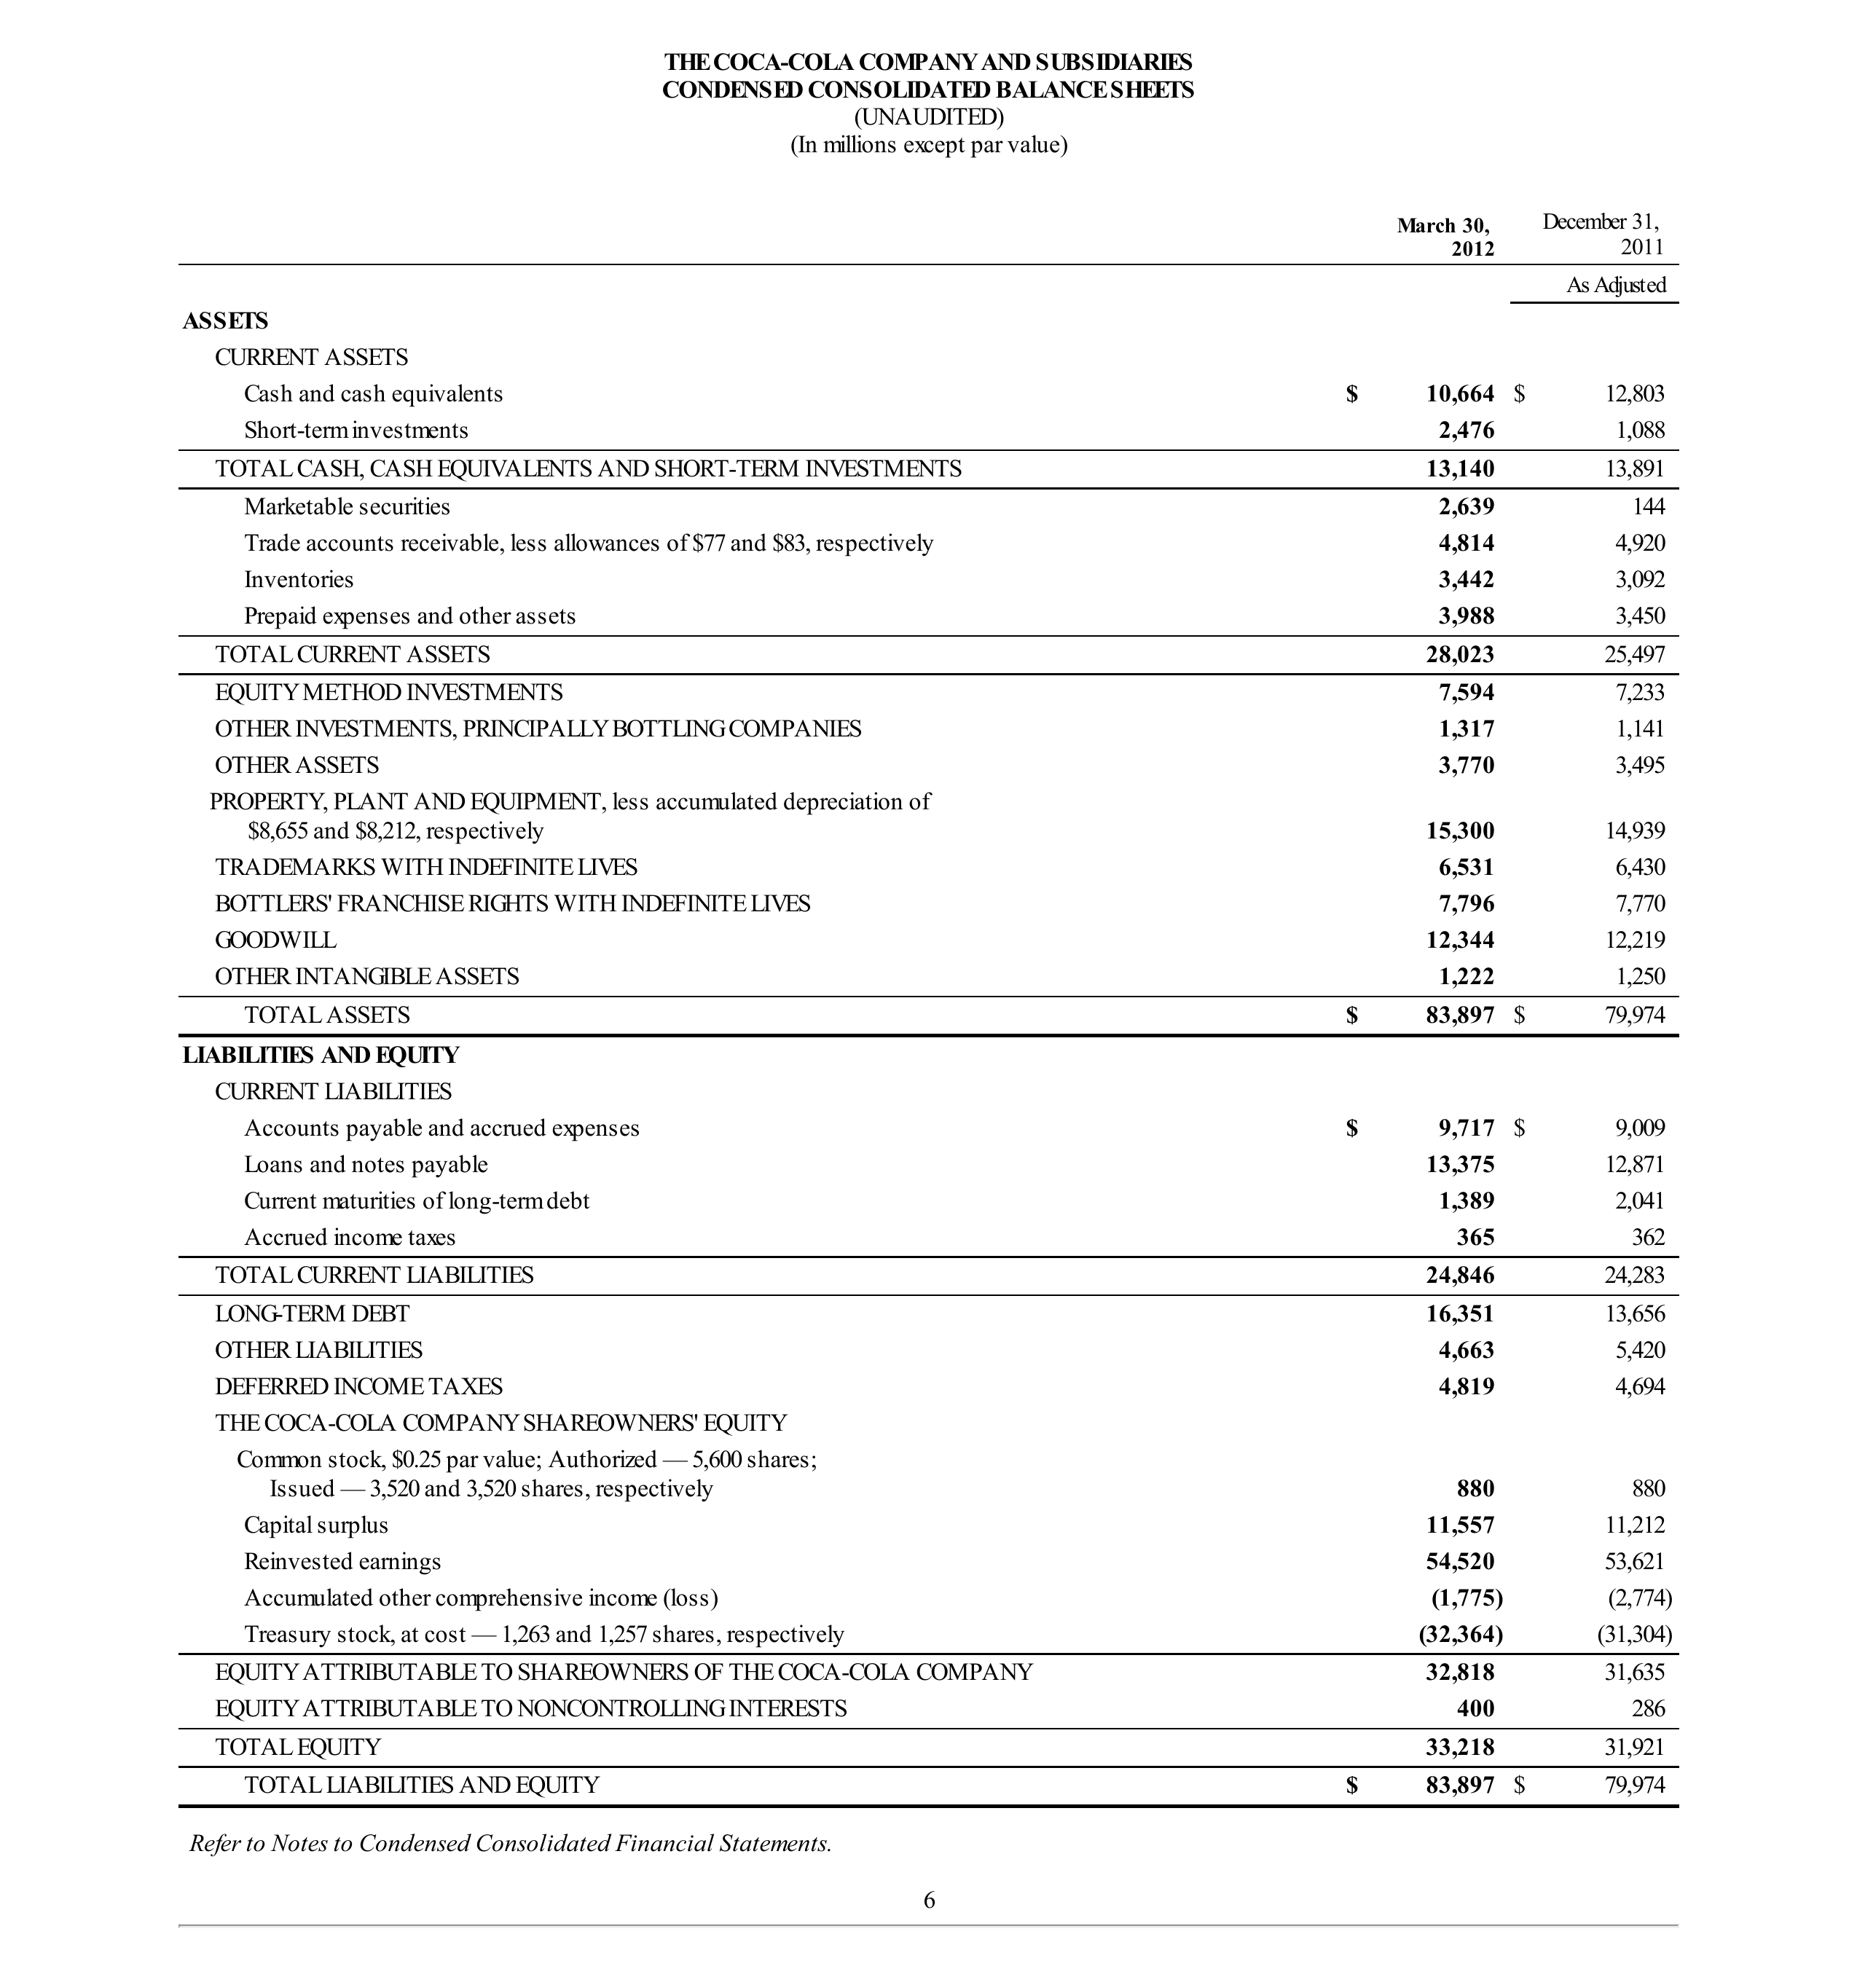 THE COCA-COLA COMPANY AND SUBSIDIARIES
CONDENSED CONSOLIDATED BALANCE SHEETS
(UNAUDITED)
(In millions except par value)
March 30, December 31,
2012 2011
As Adjusted
ASSETS
CURRENT ASSETS
Cash and cash equivalents $ 10,664 $ 12,803
Short-term investments 2,476 1,088
TOTAL CASH, CASH EQUIVALENTS AND SHORT-TERM INVESTMENTS 13,140 13,891
Marketable securities 2,639 144
Trade accounts receivable, less allowances of $77 and $83, respectively 4,814 4,920
Inventories 3,442 3,092
Prepaid expenses and other assets 3,988 3,450
TOTAL CURRENT ASSETS 28,023 25,497
EQUITY METHOD INVESTMENTS 7,594 7,233
OTHER INVESTMENTS, PRINCIPALLY BOTTLING COMPANIES 1,317 1,141
OTHER ASSETS 3,770 3,495
PROPERTY, PLANT AND EQUIPMENT, less accumulated depreciation of
$8,655 and $8,212, respectively 15,300 14,939
TRADEMARKS WITH INDEFINITE LIVES 6,531 6,430
BOTTLERS' FRANCHISE RIGHTS WITH INDEFINITE LIVES 7,796 7,770
GOODWILL 12,344 12,219
OTHER INTANGIBLE ASSETS 1,222 1,250
TOTAL ASSETS $ 83,897 $ 79,974
LIABILITIES AND EQUITY
CURRENT LIABILITIES
Accounts payable and accrued expenses $ 9,717 $ 9,009
Loans and notes payable 13,375 12,871
Current maturities of long-term debt 1,389 2,041
Accrued income taxes 365 362
TOTAL CURRENT LIABILITIES 24,846 24,283
LONG-TERM DEBT 16,351 13,656
OTHER LIABILITIES 4,663 5,420
DEFERRED INCOME TAXES 4,819 4,694
THE COCA-COLA COMPANY SHAREOWNERS' EQUITY
Common stock, $0.25 par value; Authorized — 5,600 shares;
Issued — 3,520 and 3,520 shares, respectively 880 880
Capital surplus 11,557 11,212
Reinvested earnings 54,520 53,621
Accumulated other comprehensive income (loss) (1,775) (2,774)
Treasury stock, at cost — 1,263 and 1,257 shares, respectively (32,364) (31,304)
EQUITY ATTRIBUTABLE TO SHAREOWNERS OF THE COCA-COLA COMPANY 32,818 31,635
EQUITY ATTRIBUTABLE TO NONCONTROLLING INTERESTS 400 286
TOTAL EQUITY 33,218 31,921
TOTAL LIABILITIES AND EQUITY $ 83,897 $ 79,974
Refer to Notes to Condensed Consolidated Financial Statements.
6